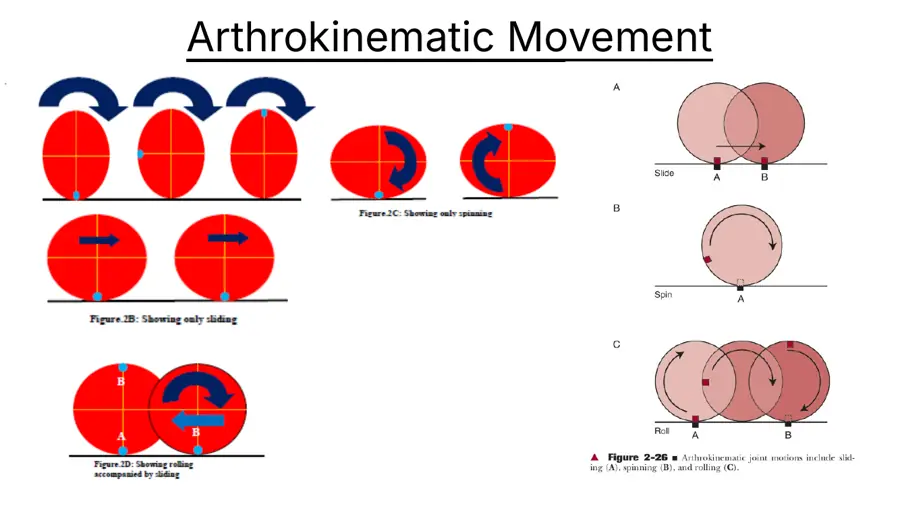 Arthrokinematic Movement
Figure.2C: Showing only spinning
Figure.2B: Showing only sliding
B
A
B
Figure.2D: Showing rolling
accompanied by sliding
A
Slide
A
B
B
Spin
A
C
Roll
A
B
▲ Figure 2-26 ■ Arthrokinematic joint motions include slid-
ing (A), spinning (B), and rolling (C).